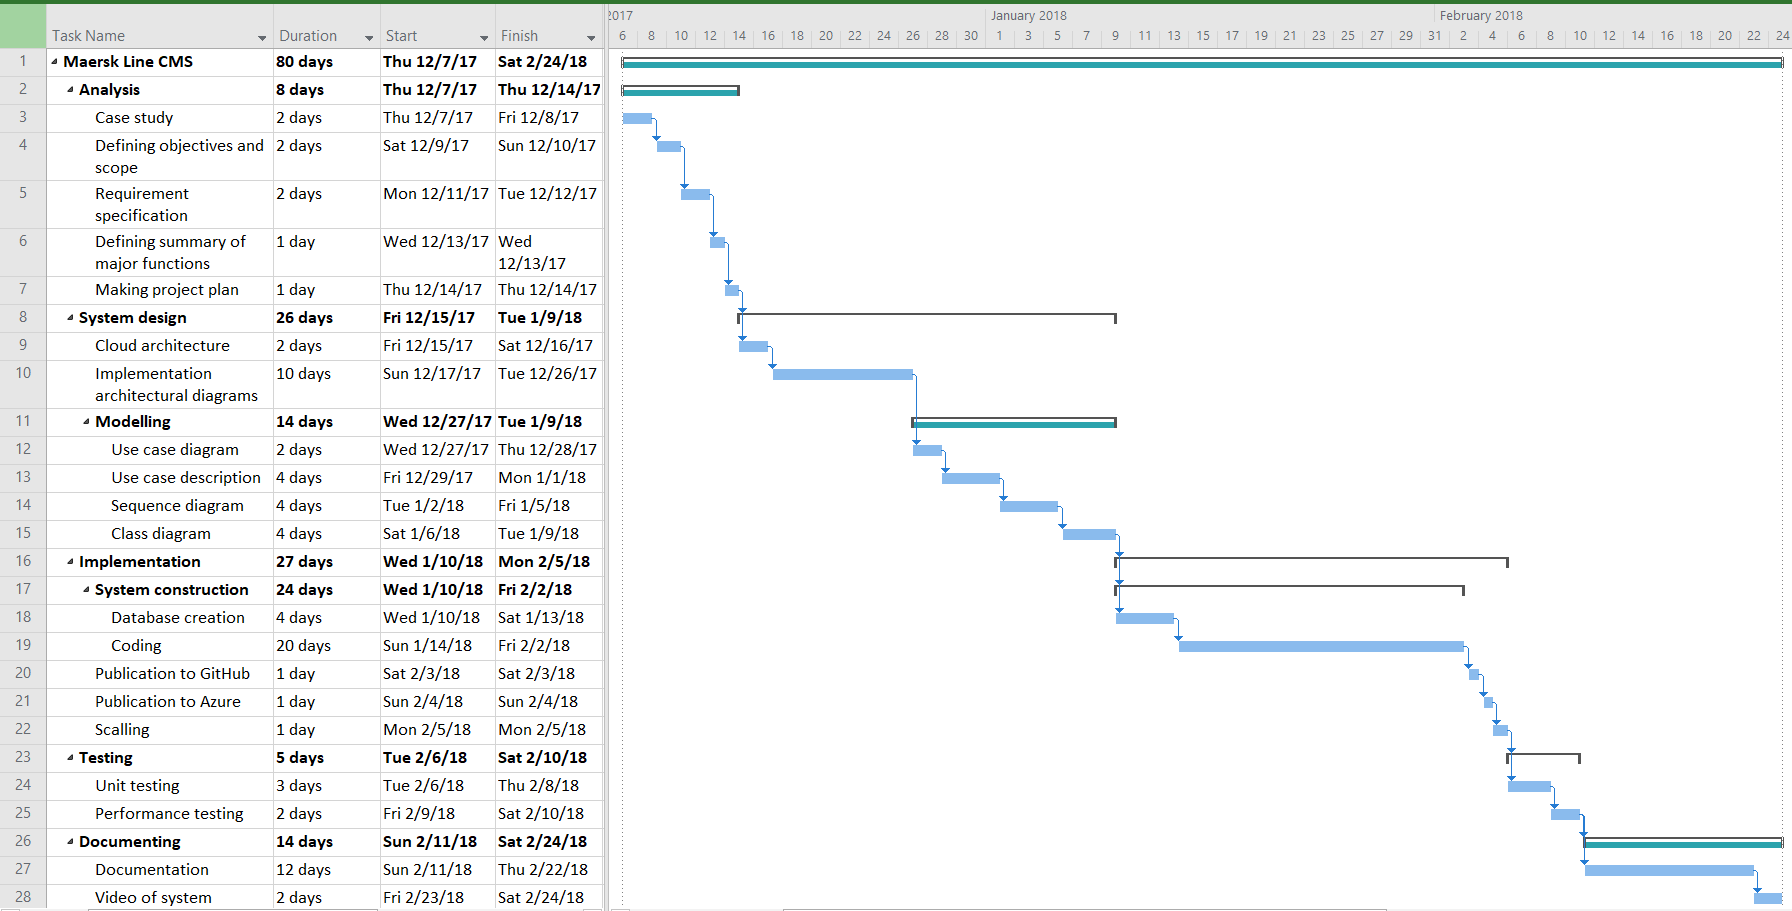 2017 January 2018 February 2018
Task Name Duration Start Finish 6 8 10 12 14 16 18 20 22 24 26 28 30 1 3 5 7 9 11 13 15 17 19 21 23 25 27 29 31 2 4 6 8 10 12 14 16 18 20 22 24
1 Maersk Line CMS 80 days Thu 12/7/17 Sat 2/24/18
2 Analysis 8 days Thu 12/7/17 Thu 12/14/17
3 Case study 2 days Thu 12/7/17 Fri 12/8/17
4 Defining objectives and 2 days Sat 12/9/17 Sun 12/10/17
scope
5 Requirement 2 days Mon 12/11/17 Tue 12/12/17
specification
6 Defining summary of 1 day Wed 12/13/17 Wed
major functions 12/13/17
7 Making project plan 1 day Thu 12/14/17 Thu 12/14/17
8 System design 26 days Fri 12/15/17 Tue 1/9/18
9 Cloud architecture 2 days Fri 12/15/17 Sat 12/16/17
10 Implementation 10 days Sun 12/17/17 Tue 12/26/17
architectural diagrams
11 Modelling 14 days Wed 12/27/17 Tue 1/9/18
12 Use case diagram 2 days Wed 12/27/17 Thu 12/28/17
13 Use case description 4 days Fri 12/29/17 Mon 1/1/18
14 Sequence diagram 4 days Tue 1/2/18 Fri 1/5/18
15 Class diagram 4 days Sat 1/6/18 Tue 1/9/18
16 Implementation 27 days Wed 1/10/18 Mon 2/5/18
17 System construction 24 days Wed 1/10/18 Fri 2/2/18
18 Database creation 4 days Wed 1/10/18 Sat 1/13/18
19 Coding 20 days Sun 1/14/18 Fri 2/2/18
20 Publication to GitHub 1 day Sat 2/3/18 Sat 2/3/18
21 Publication to Azure 1 day Sun 2/4/18 Sun 2/4/18
22 Scalling 1 day Mon 2/5/18 Mon 2/5/18
23 Testing 5 days Tue 2/6/18 Sat 2/10/18
24 Unit testing 3 days Tue 2/6/18 Thu 2/8/18
25 Performance testing 2 days Fri 2/9/18 Sat 2/10/18
26 Documenting 14 days Sun 2/11/18 Sat 2/24/18
27 Documentation 12 days Sun 2/11/18 Thu 2/22/18
28 Video of system 2 days Fri 2/23/18 Sat 2/24/18